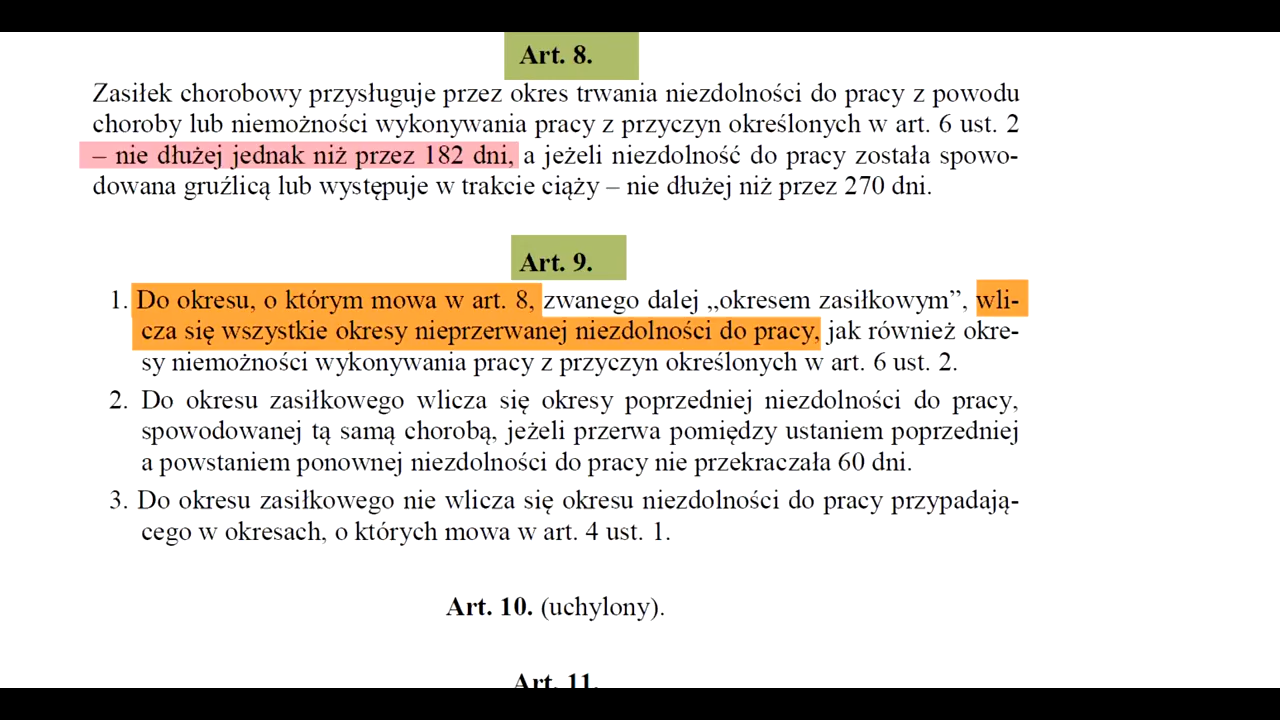 Art. 8.
Zasiłek chorobowy przysługuje przez okres trwania niezdolności do pracy z powodu
choroby lub niemożności wykonywania pracy z przyczyn określonych w art. 6 ust. 2
– nie dłużej jednak niż przez 182 dni, a jeżeli niezdolność do pracy została spowo-
dowana gruźlicą lub występuje w trakcie ciąży – nie dłużej niż przez 270 dni.
Art. 9.
1. Do okresu, o którym mowa w art. 8, zwanego dalej „okresem zasiłkowym”, wli-
cza się wszystkie okresy nieprzerwanej niezdolności do pracy, jak również okre-
sy niemożności wykonywania pracy z przyczyn określonych w art. 6 ust. 2.
2. Do okresu zasiłkowego wlicza się okresy poprzedniej niezdolności do pracy,
spowodowanej tą samą chorobą, jeżeli przerwa pomiędzy ustaniem poprzedniej
a powstaniem ponownej niezdolności do pracy nie przekraczała 60 dni.
3. Do okresu zasiłkowego nie wlicza się okresu niezdolności do pracy przypadają-
cego w okresach, o których mowa w art. 4 ust. 1.
Art. 10. (uchylony).
Art. 11.